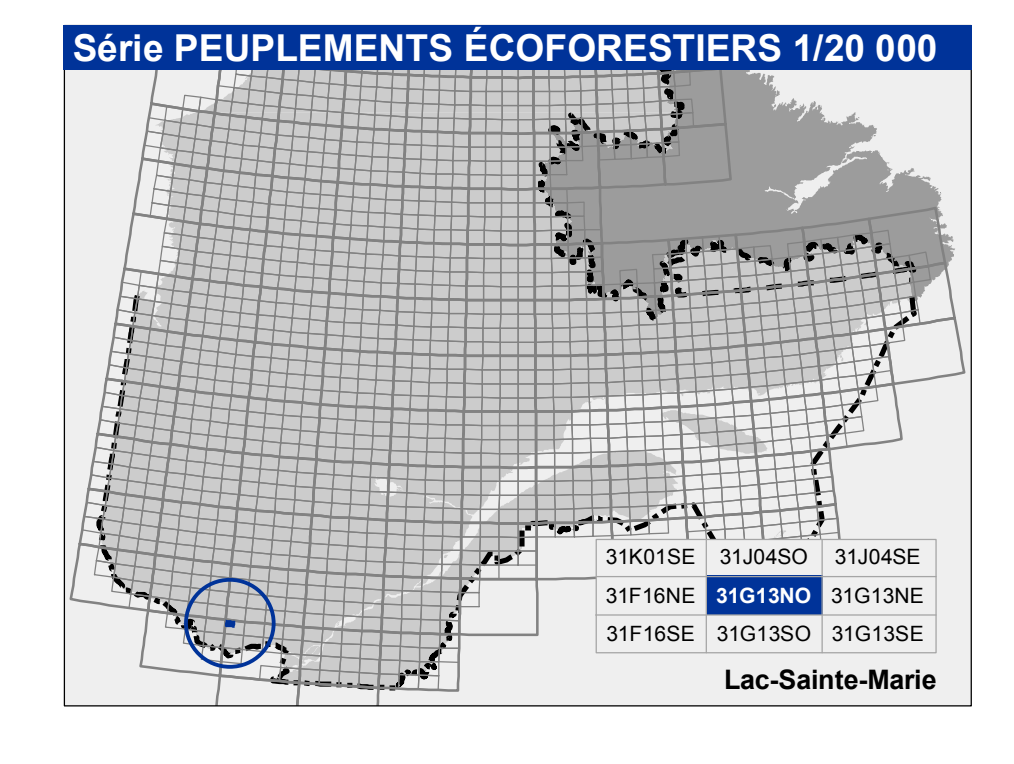 Série PEUPLEMENTS ÉCOFORESTIERS 1/20 000
31K01SE 31J04SO 31J04SE
31F16NE 31G13NO 31G13NE
31F16SE 31G13SO 31G13SE
Lac-Sainte-Marie